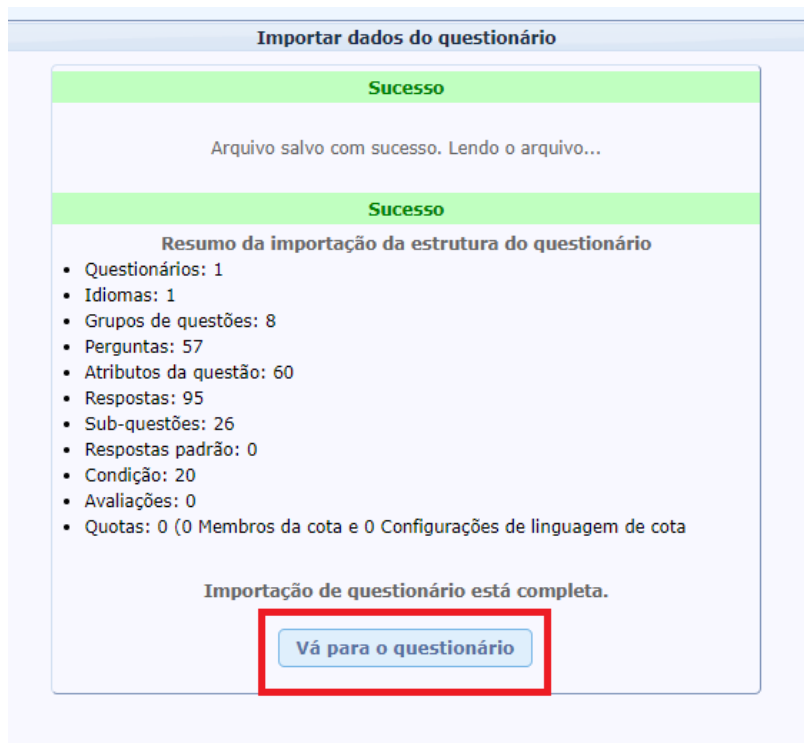 Importar dados do questionário
Sucesso
Arquivo salvo com sucesso. Lendo o arquivo...
Sucesso
Resumo da importação da estrutura do questionário
• Questionários: 1
• Idiomas: 1
• Grupos de questões: 8
• Perguntas: 57
• Atributos da questão: 60
• Respostas: 95
• Sub-questões: 26
• Respostas padrão: 0
• Condição: 20
• Avaliações: 0
• Quotas: 0 (0 Membros da cota e 0 Configurações de linguagem de cota
Importação de questionário está completa.
Vá para o questionário